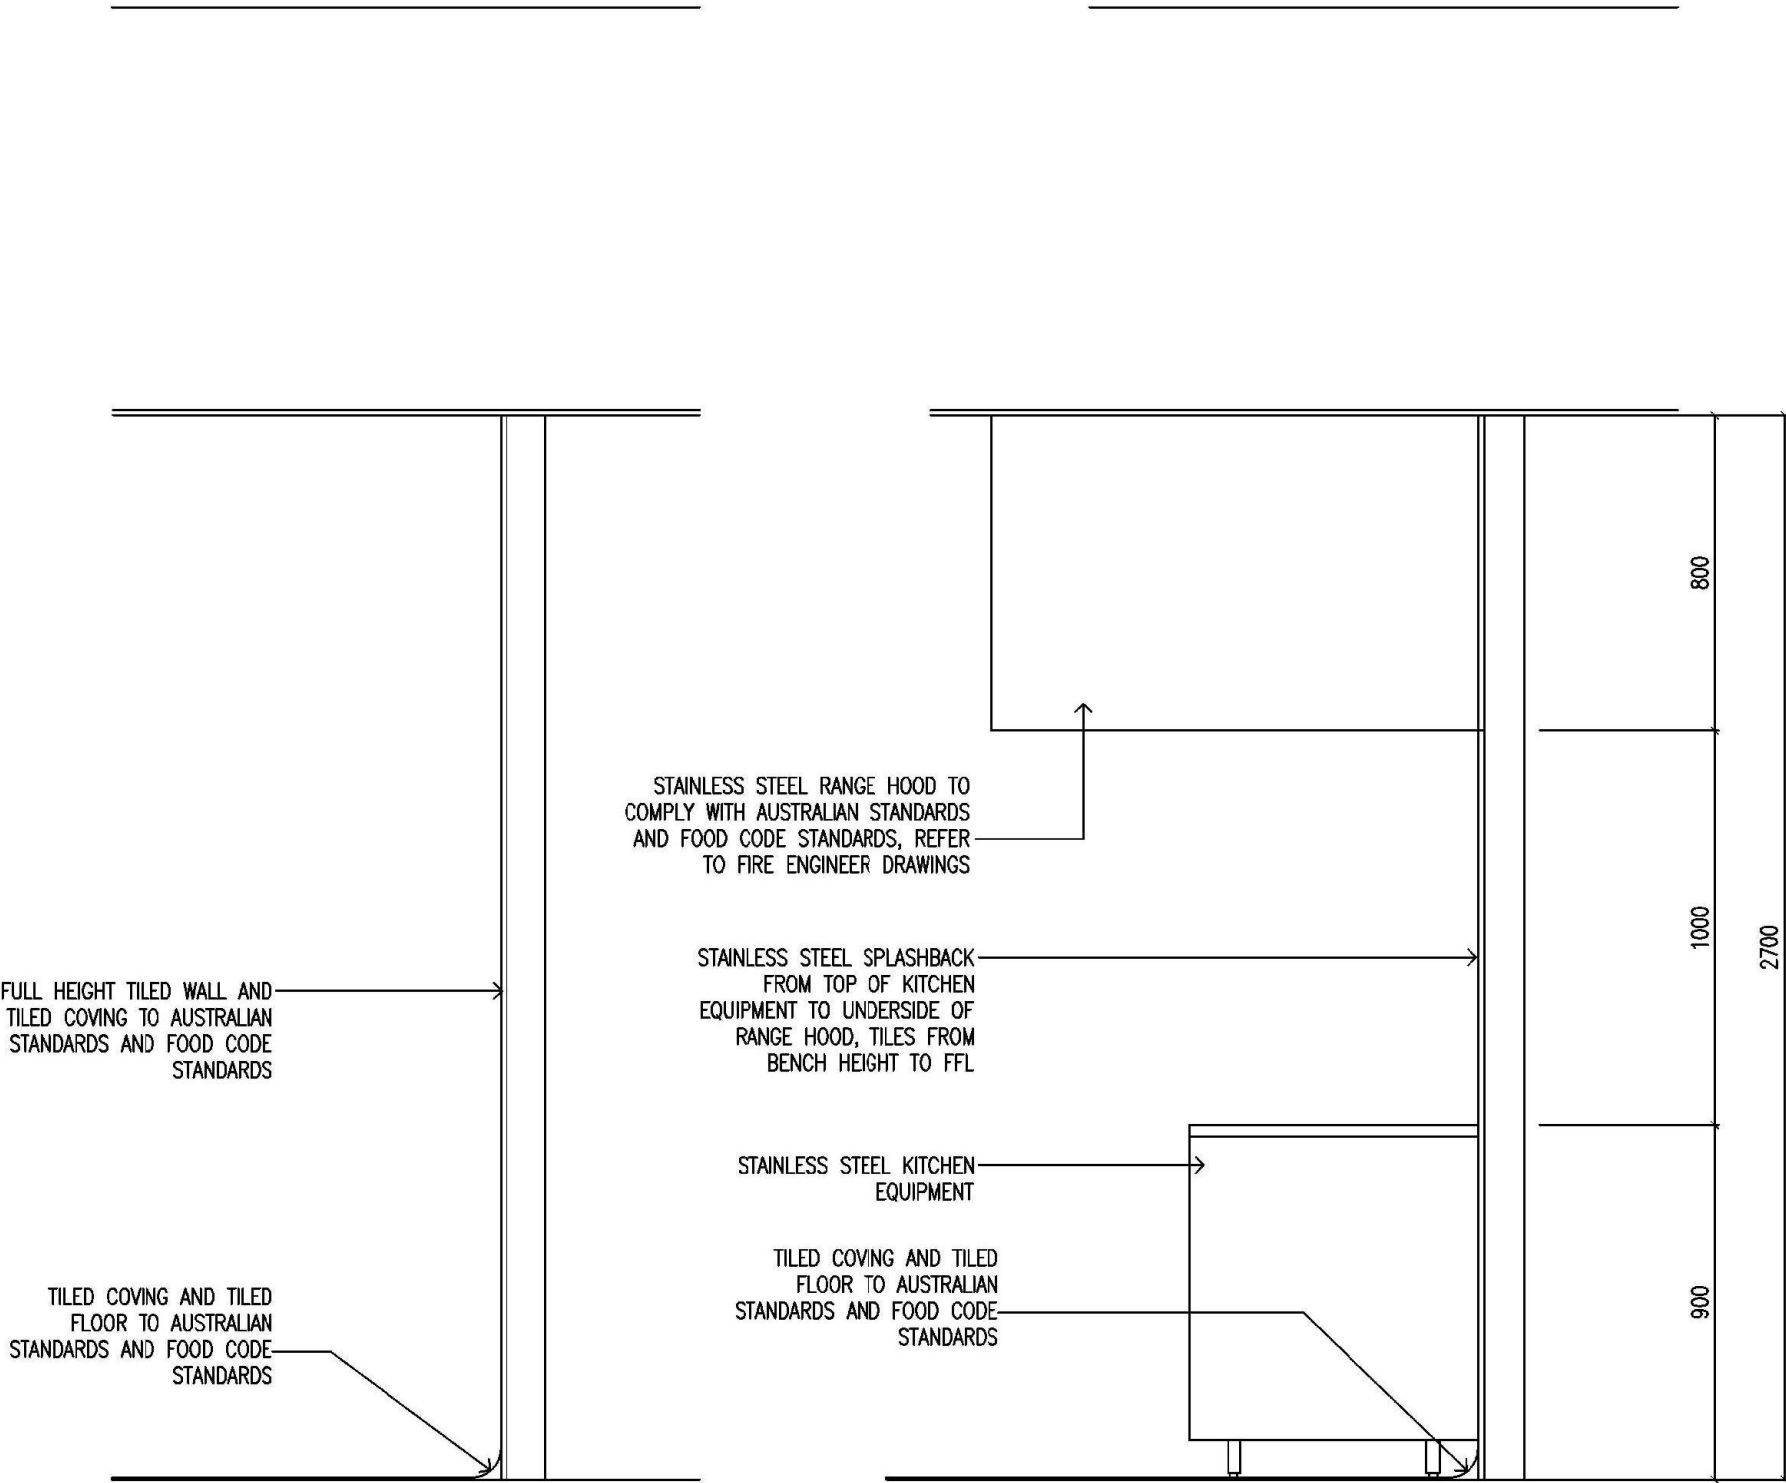 FULL HEIGHT TILED WALL AND
TILED COVING TO AUSTRALIAN
STANDARDS AND FOOD CODE
STANDARDS
TILED COVING AND TILED
FLOOR TO AUSTRALIAN
STANDARDS AND FOOD CODE
STANDARDS
STAINLESS STEEL RANGE HOOD TO
COMPLY WITH AUSTRALIAN STANDARDS
AND FOOD CODE STANDARDS, REFER
TO FIRE ENGINEER DRAWINGS
STAINLESS STEEL SPLASHBACK
FROM TOP OF KITCHEN
EQUIPMENT TO UNDERSIDE OF
RANGE HOOD, TILES FROM
BENCH HEIGHT TO FFL
STAINLESS STEEL KITCHEN
EQUIPMENT
TILED COVING AND TILED
FLOOR TO AUSTRALIAN
STANDARDS AND FOOD CODE
STANDARDS
800
1000
900
2700